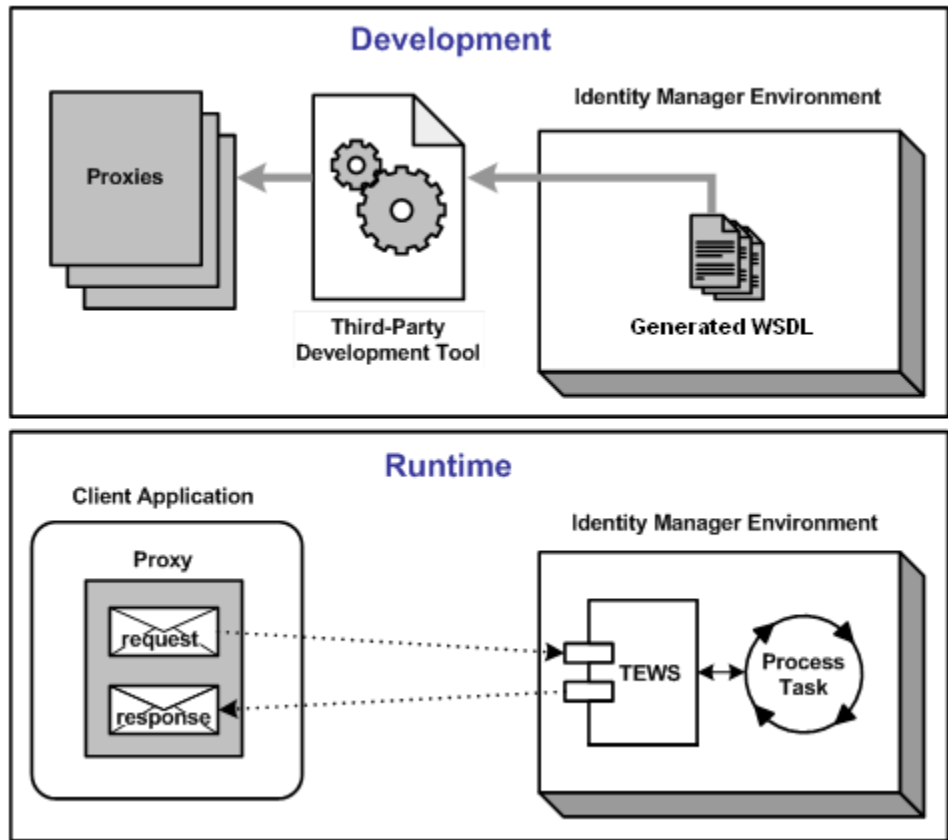 Development
Identity Manager Environment
Proxies
Third-Party
Development Tool
Generated WSDL
Runtime
Client Application
Identity Manager Environment
Proxy
request
response
TEWS
Process
Task